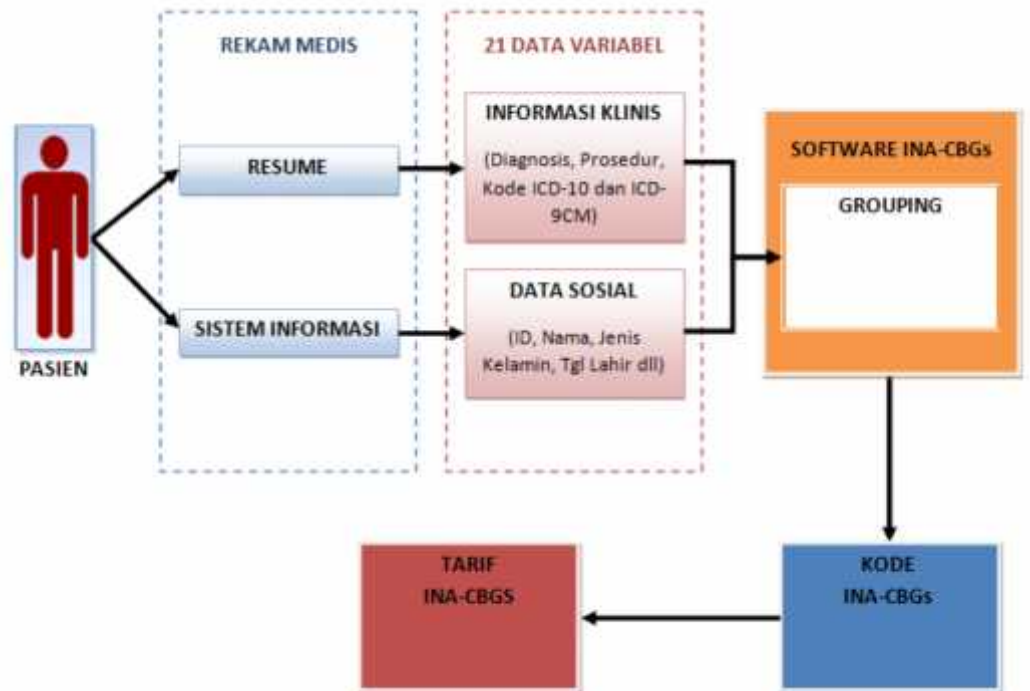 REKAM MEDIS
21 DATA VARIABEL
PASIEN
RESUME
SISTEM INFORMASI
INFORMASI KLINIS
(Diagnosis, Prosedur,
Kode ICD-10 dan ICD-
9CM)
DATA SOSIAL
(ID, Nama, Jenis
Kelamin, Tgl Lahir dll)
SOFTWARE INA-CBGs
GROUPING
TARIF
INA-CBGS
KODE
INA-CBGs